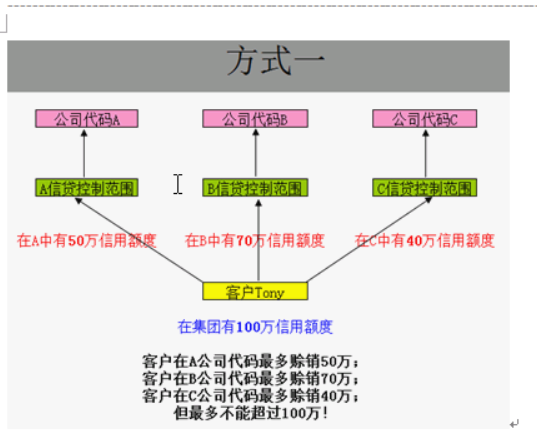 方式一
公司代码A 公司代码B 公司代码C
A信贷控制范围 B信贷控制范围 C信贷控制范围
在A中有50万信用额度 在B中有70万信用额度 在C中有40万信用额度
客户Tony
在集团有100万信用额度
客户在A公司代码最多赊销50万；
客户在B公司代码最多赊销70万；
客户在C公司代码最多赊销40万；
但最多不能超过100万！